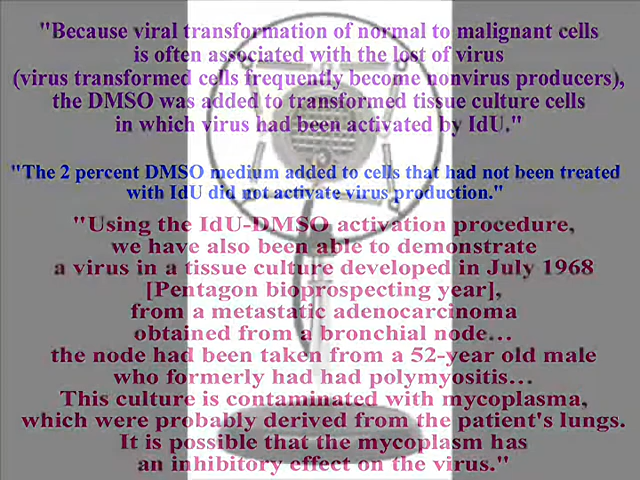 "Because viral transformation of normal to malignant cells
is often associated with the lost of virus
(virus transformed cells frequently become nonvirus producers),
the DMSO was added to transformed tissue culture cells
in which virus had been activated by IdU."
"The 2 percent DMSO medium added to cells that had not been treated
with IdU did not activate virus production."
"Using the IdU-DMSO activation procedure,
we have also been able to demonstrate
a virus in a tissue culture developed in July 1968
[Pentagon bioprospecting year],
from a metastatic adenocarcinoma
obtained from a bronchial node...
the node had been taken from a 52-year old male
who formerly had had polymyositis...
This culture is contaminated with mycoplasma,
which were probably derived from the patient's lungs.
It is possible that the mycoplasm has
an inhibitory effect on the virus."